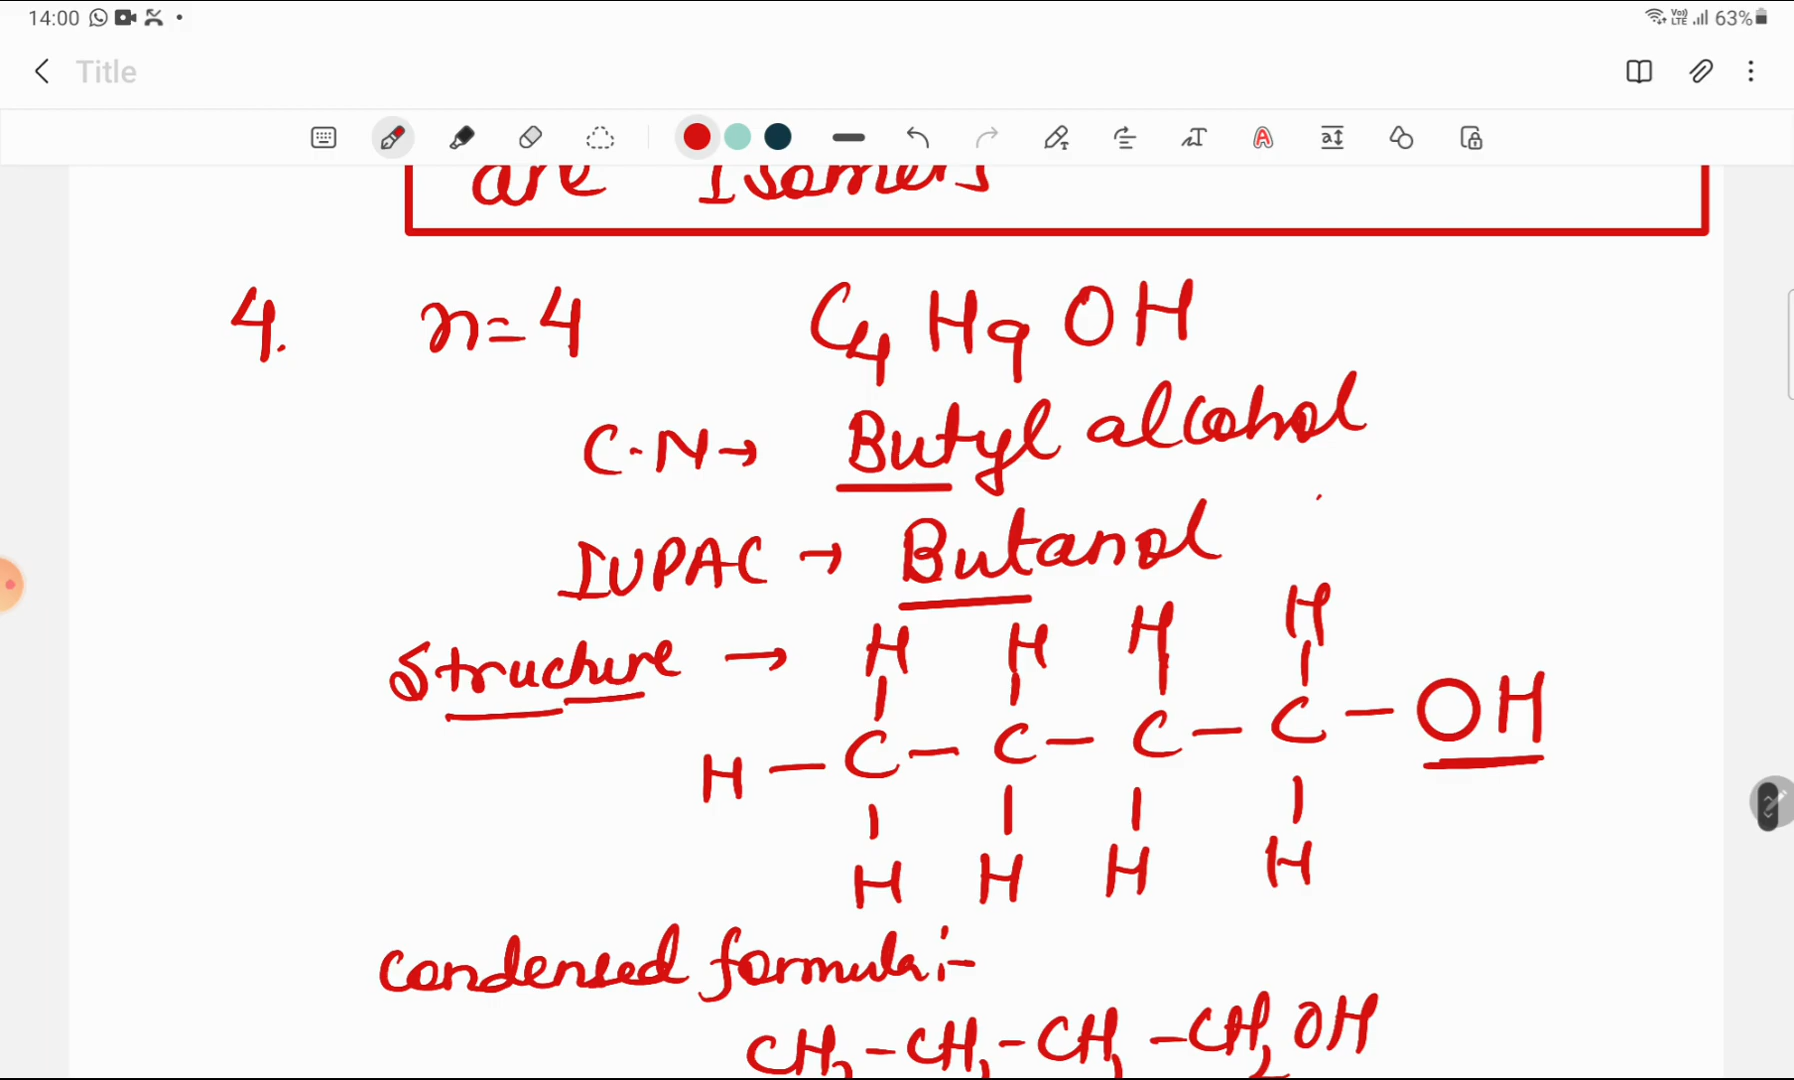 14:00 63%
Title
are Isomers
4. n=4 C4H9OH
C.N→ Butyl alcohol
IUPAC → Butanol
Structure →
H H H H
H — C — C — C — C — OH
H H H H
condensed formula:-
CH3 – CH2 – CH2 – CH2OH